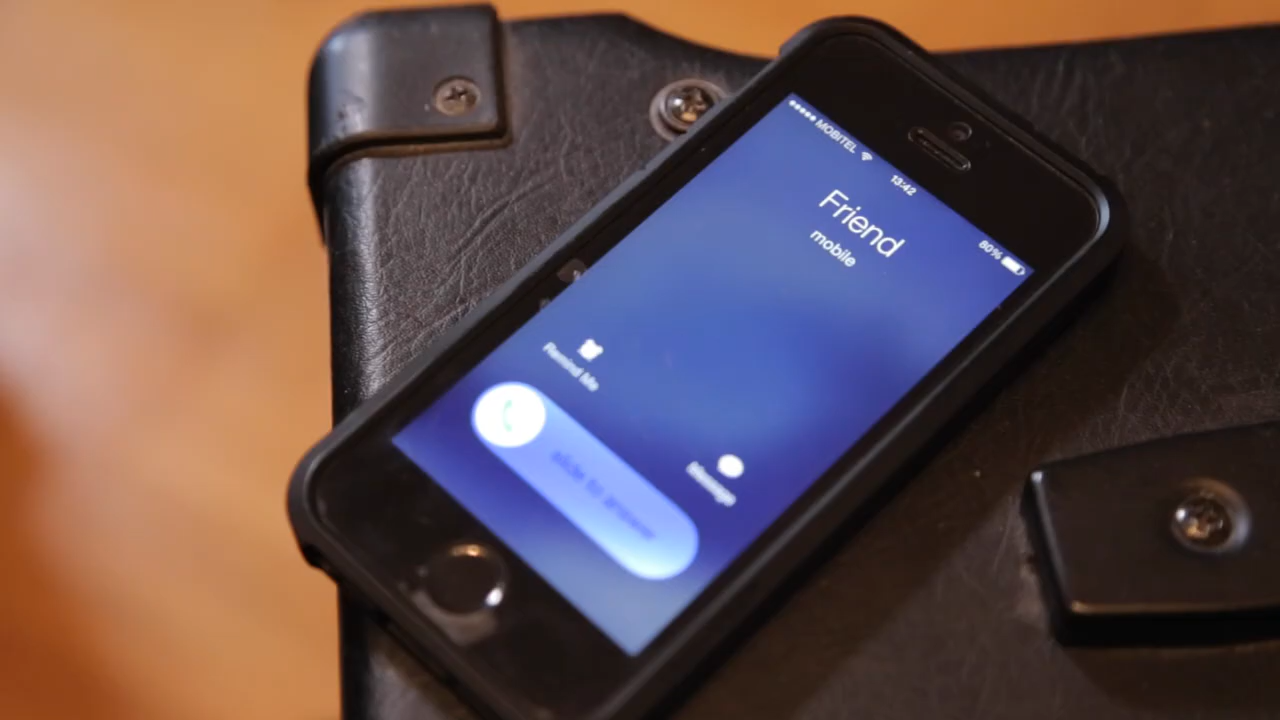 MOBITEL
13:42
80%
Friend
mobile
Remind Me
Message
slide to answer